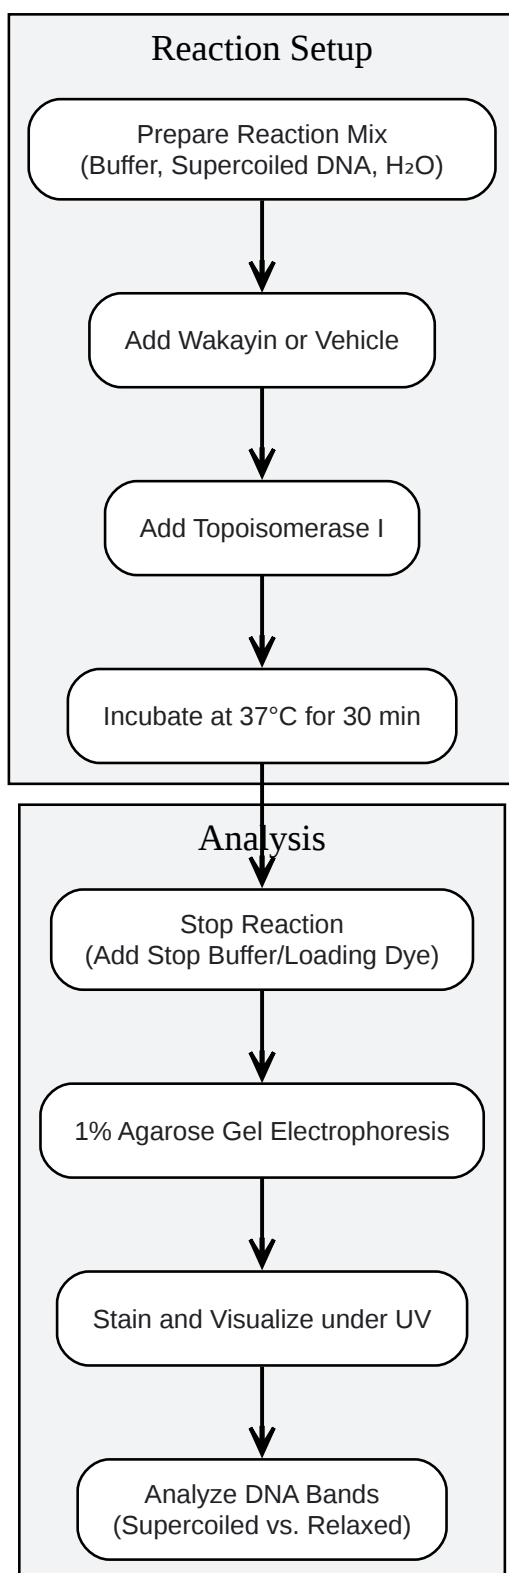 Reaction Setup
Prepare Reaction Mix
(Buffer, Supercoiled DNA, H₂O)
Add Wakayin or Vehicle
Add Topoisomerase I
Incubate at 37°C for 30 min
Analysis
Stop Reaction
(Add Stop Buffer/Loading Dye)
1% Agarose Gel Electrophoresis
Stain and Visualize under UV
Analyze DNA Bands
(Supercoiled vs. Relaxed)